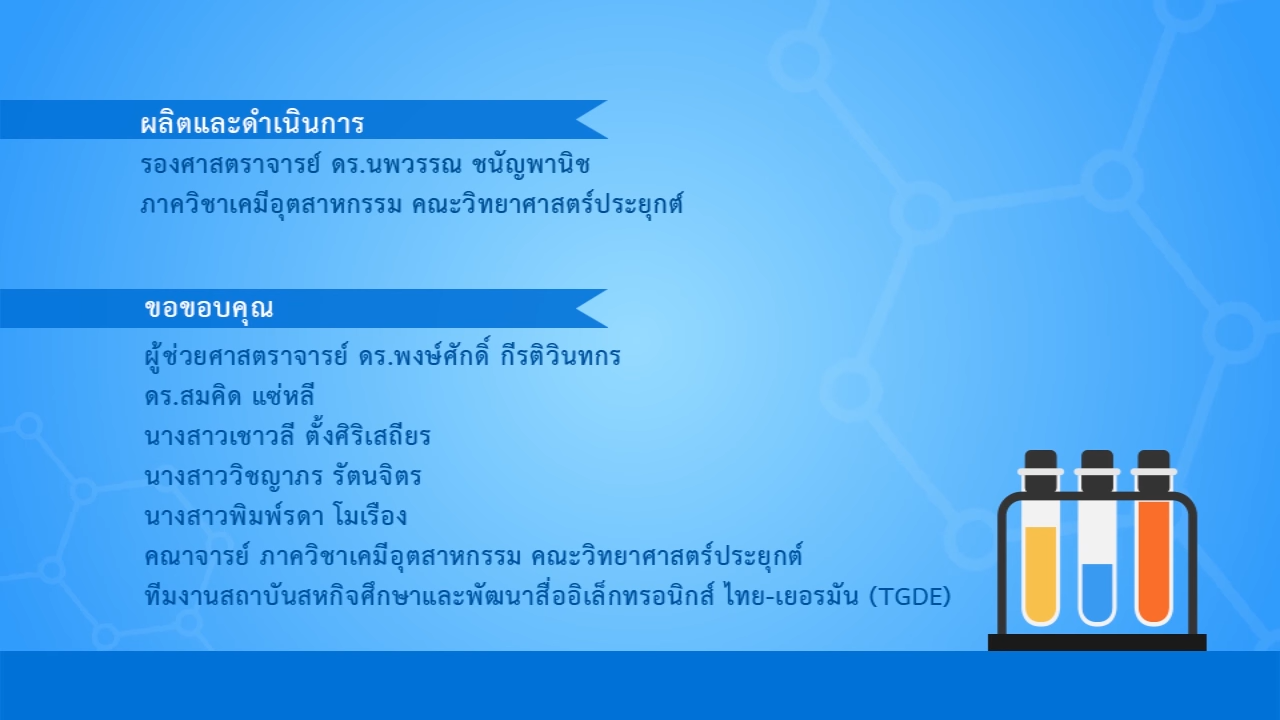 ผลิตและดำเนินการ
รองศาสตราจารย์ ดร.นพวรรณ ชนัญพานิช
ภาควิชาเคมีอุตสาหกรรม คณะวิทยาศาสตร์ประยุกต์
ขอขอบคุณ
ผู้ช่วยศาสตราจารย์ ดร.พงษ์ศักดิ์ กีรติวินทกร
ดร.สมคิด แซ่หลี
นางสาวเชาวลี ตั้งศิริเสถียร
นางสาววิชญาภร รัตนจิตร
นางสาวพิมพ์รดา โมเรือง
คณาจารย์ ภาควิชาเคมีอุตสาหกรรม คณะวิทยาศาสตร์ประยุกต์
ทีมงานสถาบันสหกิจศึกษาและพัฒนาสื่ออิเล็กทรอนิกส์ ไทย-เยอรมัน (TGDE)